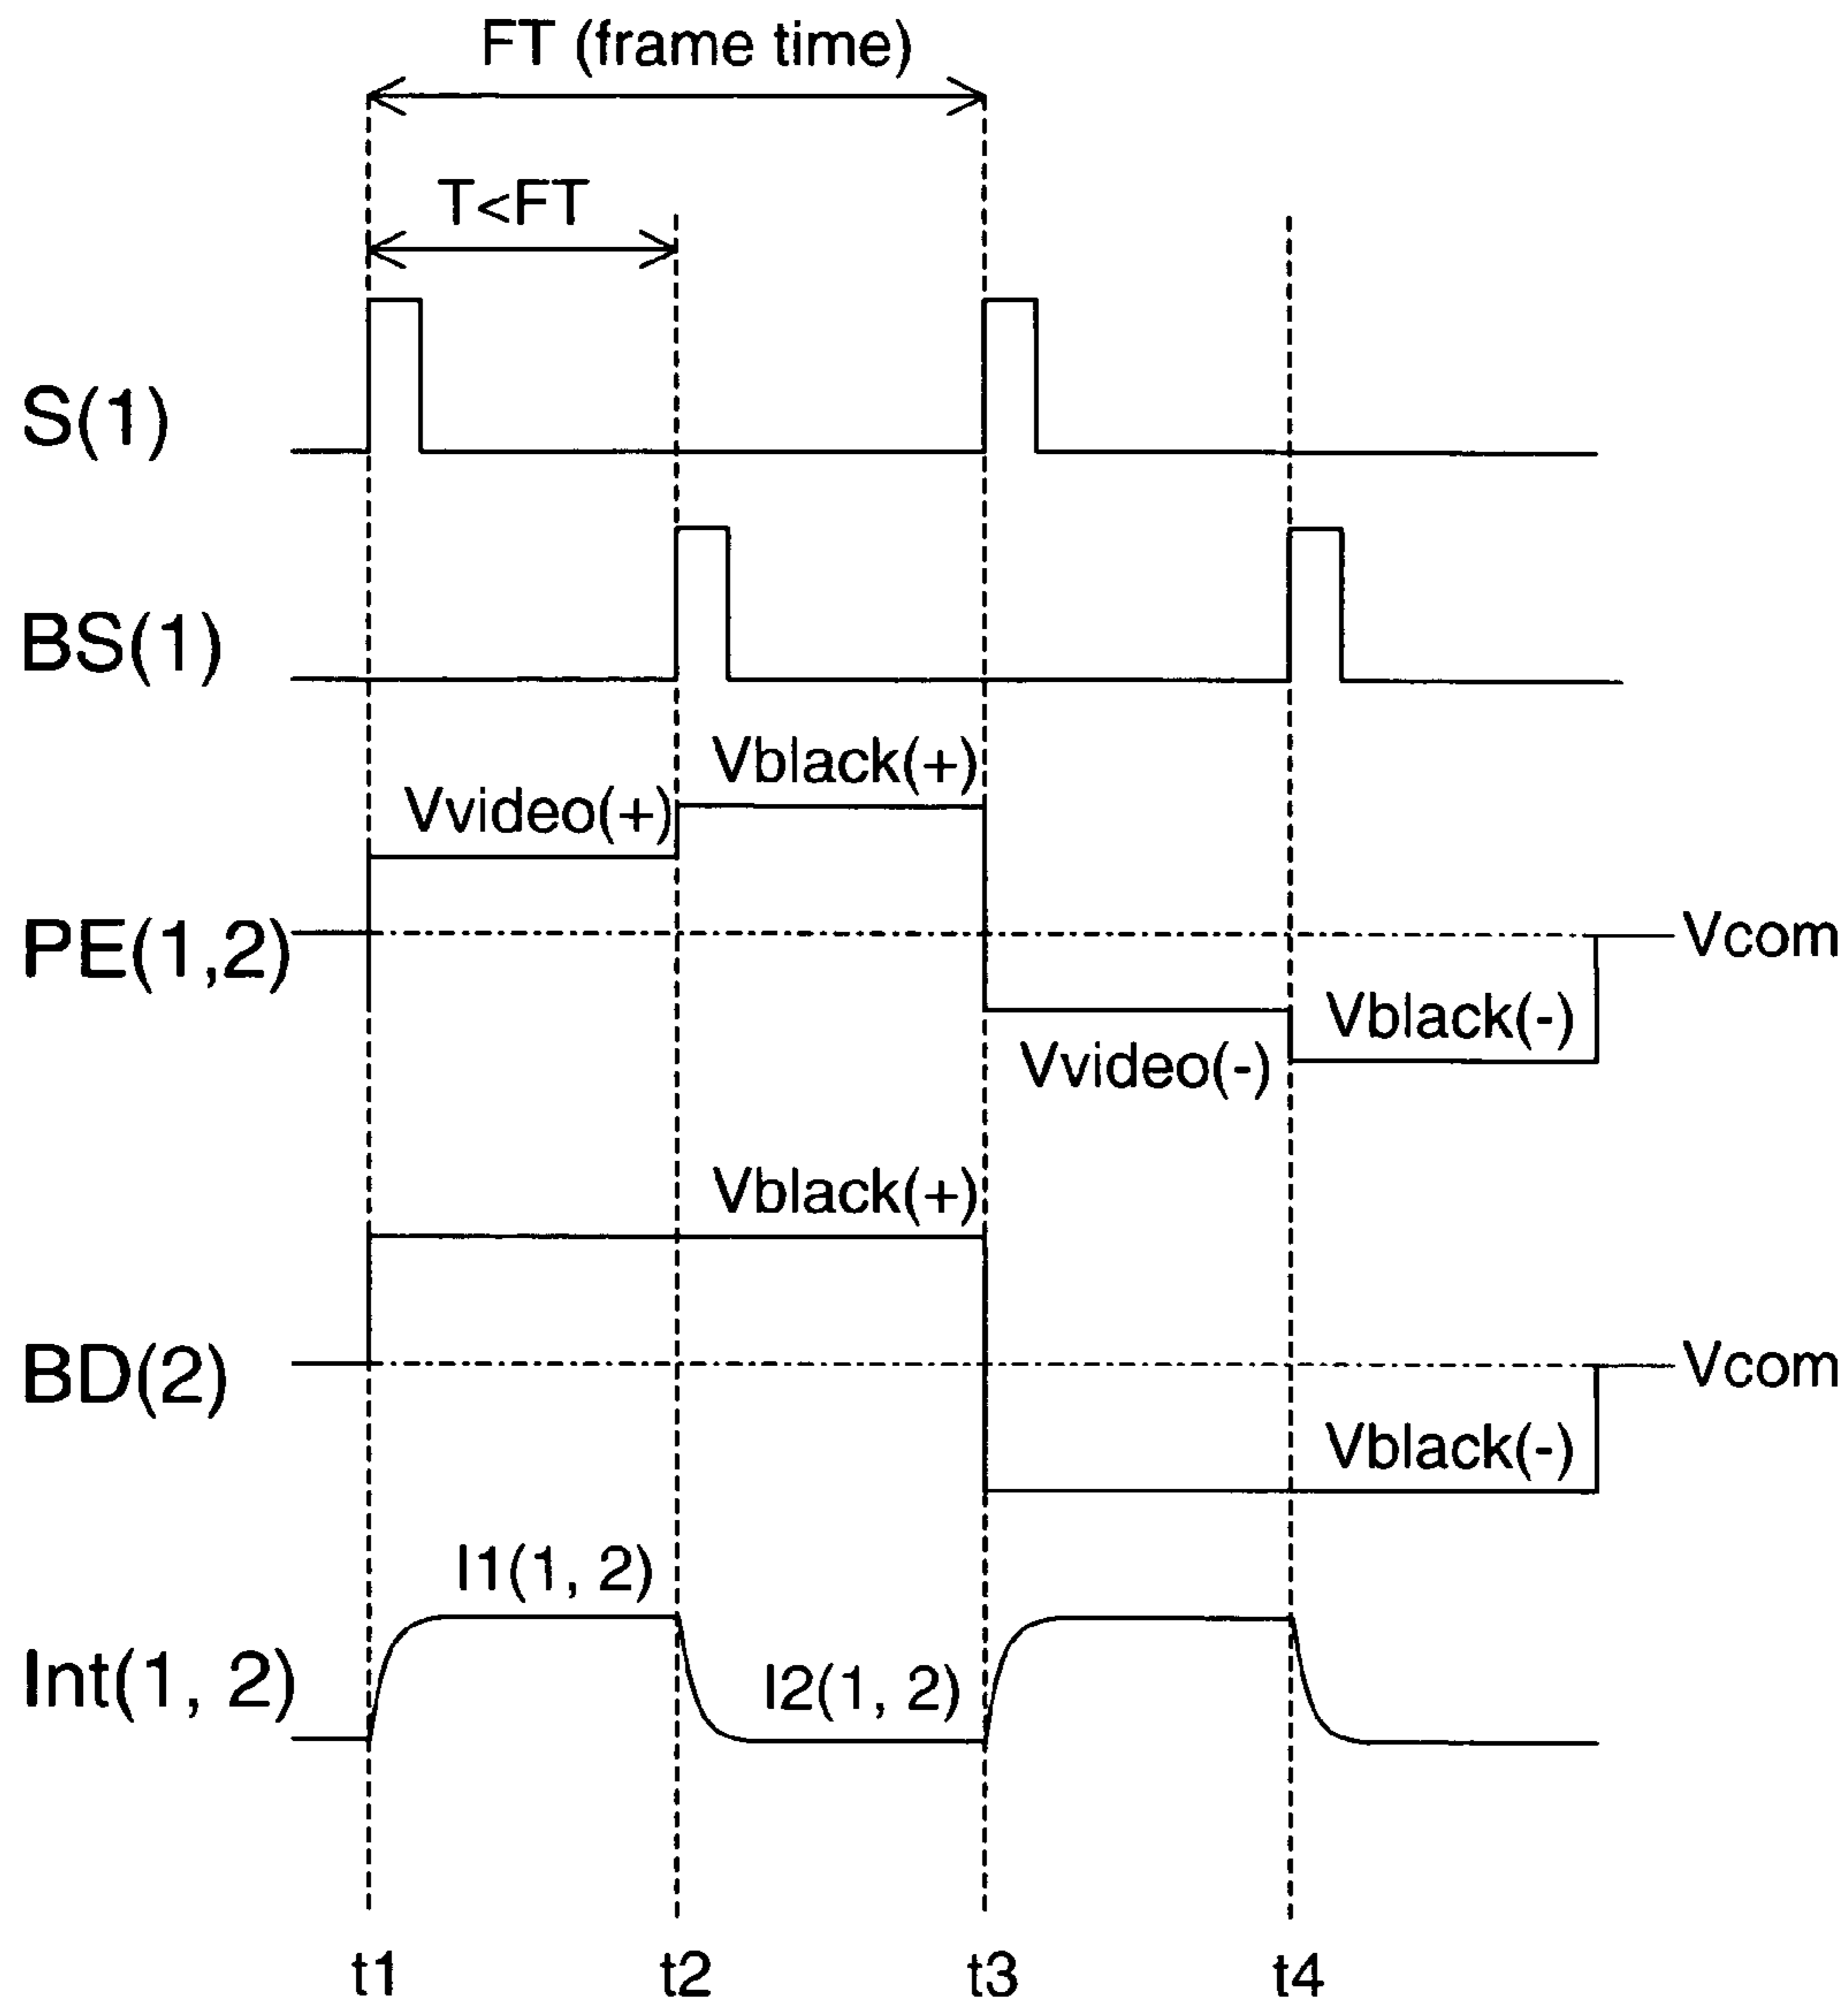 FT (frame time)
T<FT
S(1)
BS(1)
Vblack(+)
Vvideo(+)
PE(1,2)
Vcom
Vblack(-)
Vvideo(-)
Vblack(+)
BD(2)
Vcom
Vblack(-)
I1(1, 2)
Int(1, 2)
I2(1, 2)
t1 t2 t3 t4